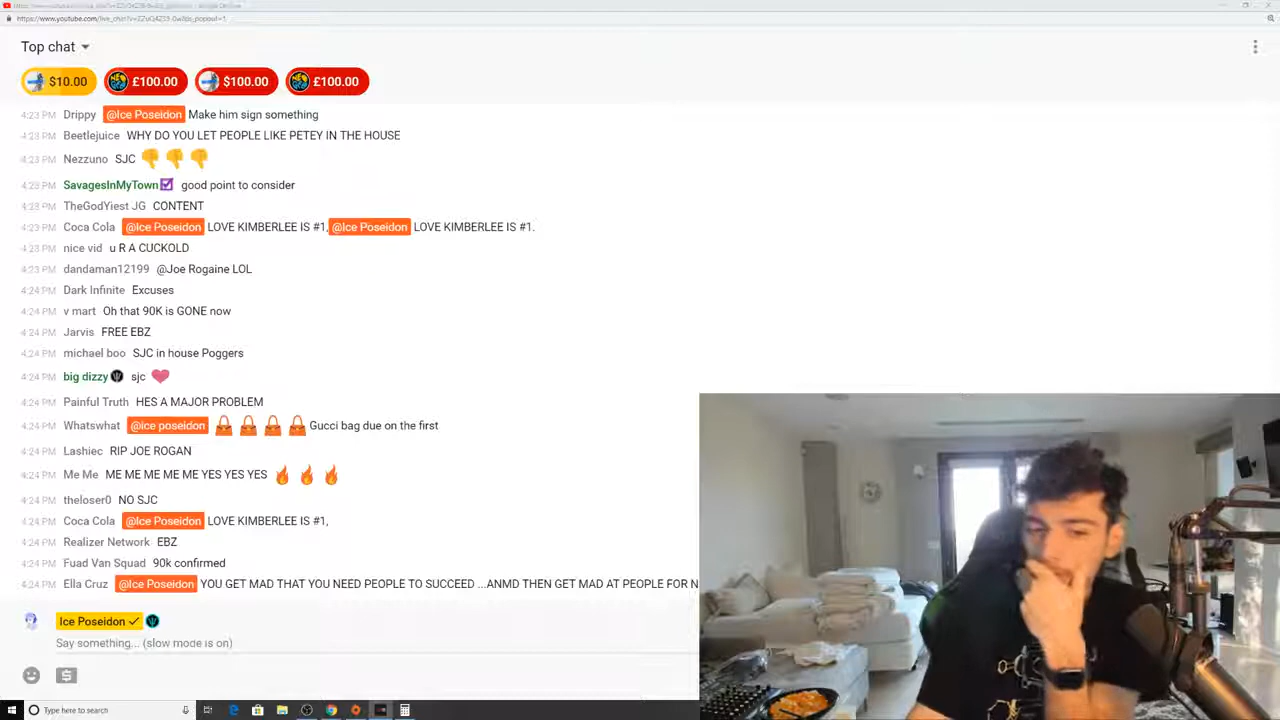 Top chat
$10.00 £100.00 $100.00 £100.00
4:23 PM Drippy @Ice Poseidon Make him sign something
4:23 PM Beetlejuice WHY DO YOU LET PEOPLE LIKE PETEY IN THE HOUSE
4:23 PM Nezzuno SJC
4:23 PM SavagesInMyTown good point to consider
4:23 PM TheGodYiest JG CONTENT
4:23 PM Coca Cola @Ice Poseidon LOVE KIMBERLEE IS #1, @Ice Poseidon LOVE KIMBERLEE IS #1.
4:23 PM nice vid u R A CUCKOLD
4:23 PM dandaman12199 @Joe Rogaine LOL
4:24 PM Dark Infinite Excuses
4:24 PM v mart Oh that 90K is GONE now
4:24 PM Jarvis FREE EBZ
4:24 PM michael boo SJC in house Poggers
4:24 PM big dizzy sjc
4:24 PM Painful Truth HES A MAJOR PROBLEM
4:24 PM Whatswhat @ice poseidon Gucci bag due on the first
4:24 PM Lashiec RIP JOE ROGAN
4:24 PM Me Me ME ME ME ME ME YES YES YES
4:24 PM theloser0 NO SJC
4:24 PM Coca Cola @Ice Poseidon LOVE KIMBERLEE IS #1,
4:24 PM Realizer Network EBZ
4:24 PM Fuad Van Squad 90k confirmed
4:24 PM Ella Cruz @Ice Poseidon YOU GET MAD THAT YOU NEED PEOPLE TO SUCCEED ...ANMD THEN GET MAD AT PEOPLE FOR N
Ice Poseidon
Say something... (slow mode is on)
Type here to search